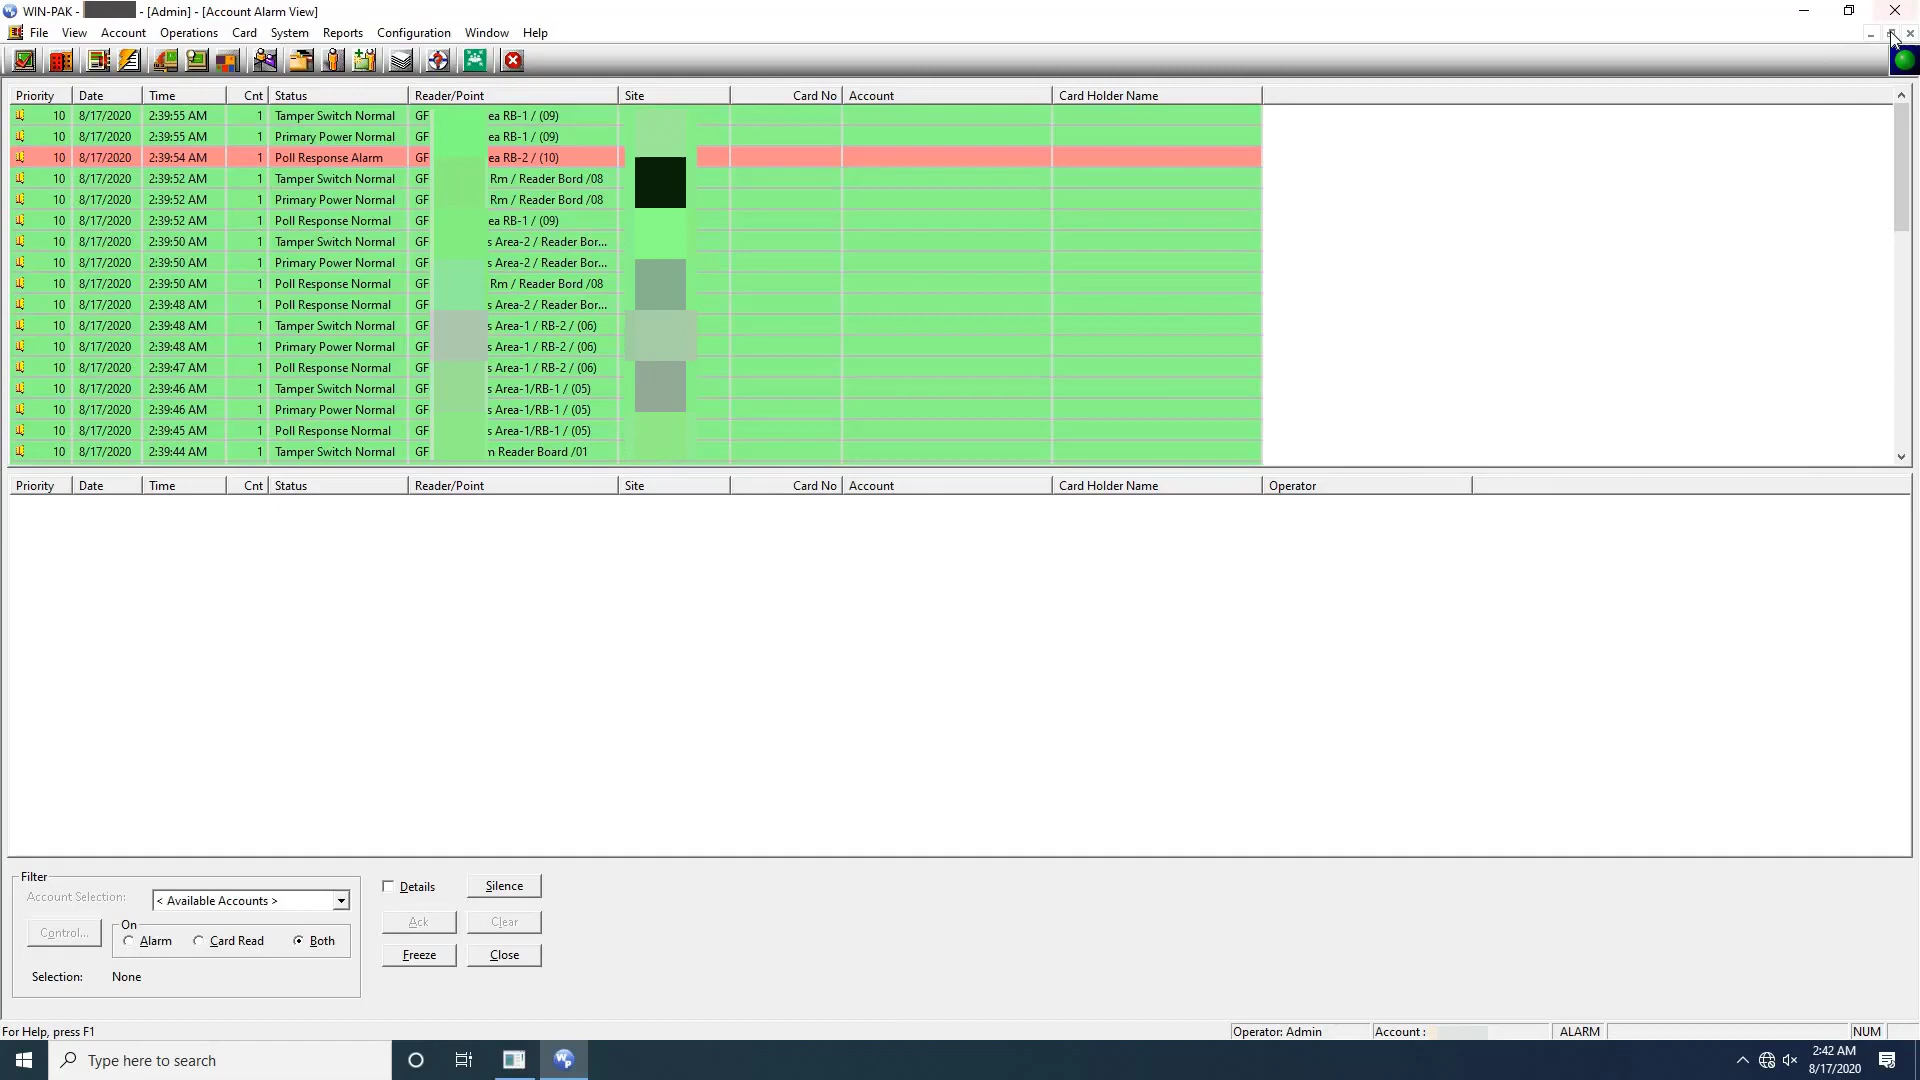 WIN-PAK - - [Admin] - [Account Alarm View]
File View Account Operations Card System Reports Configuration Window Help
Priority Date Time Cnt Status Reader/Point Site Card No Account Card Holder Name
10 8/17/2020 2:39:55 AM 1 Tamper Switch Normal GF ea RB-1 / (09)
10 8/17/2020 2:39:55 AM 1 Primary Power Normal GF ea RB-1 / (09)
10 8/17/2020 2:39:54 AM 1 Poll Response Alarm GF ea RB-2 / (10)
10 8/17/2020 2:39:52 AM 1 Tamper Switch Normal GF Rm / Reader Bord /08
10 8/17/2020 2:39:52 AM 1 Primary Power Normal GF Rm / Reader Bord /08
10 8/17/2020 2:39:52 AM 1 Poll Response Normal GF ea RB-1 / (09)
10 8/17/2020 2:39:50 AM 1 Tamper Switch Normal GF s Area-2 / Reader Bor...
10 8/17/2020 2:39:50 AM 1 Primary Power Normal GF s Area-2 / Reader Bor...
10 8/17/2020 2:39:50 AM 1 Poll Response Normal GF Rm / Reader Bord /08
10 8/17/2020 2:39:48 AM 1 Poll Response Normal GF s Area-2 / Reader Bor...
10 8/17/2020 2:39:48 AM 1 Tamper Switch Normal GF s Area-1 / RB-2 / (06)
10 8/17/2020 2:39:48 AM 1 Primary Power Normal GF s Area-1 / RB-2 / (06)
10 8/17/2020 2:39:47 AM 1 Poll Response Normal GF s Area-1 / RB-2 / (06)
10 8/17/2020 2:39:46 AM 1 Tamper Switch Normal GF s Area-1/RB-1 / (05)
10 8/17/2020 2:39:46 AM 1 Primary Power Normal GF s Area-1/RB-1 / (05)
10 8/17/2020 2:39:45 AM 1 Poll Response Normal GF s Area-1/RB-1 / (05)
10 8/17/2020 2:39:44 AM 1 Tamper Switch Normal GF n Reader Board /01
Priority Date Time Cnt Status Reader/Point Site Card No Account Card Holder Name Operator
Filter
Account Selection: < Available Accounts >
Control...
On
Alarm Card Read Both
Selection: None
Details Silence
Ack Clear
Freeze Close
For Help, press F1 Operator: Admin Account : ALARM NUM
Type here to search
2:42 AM
8/17/2020